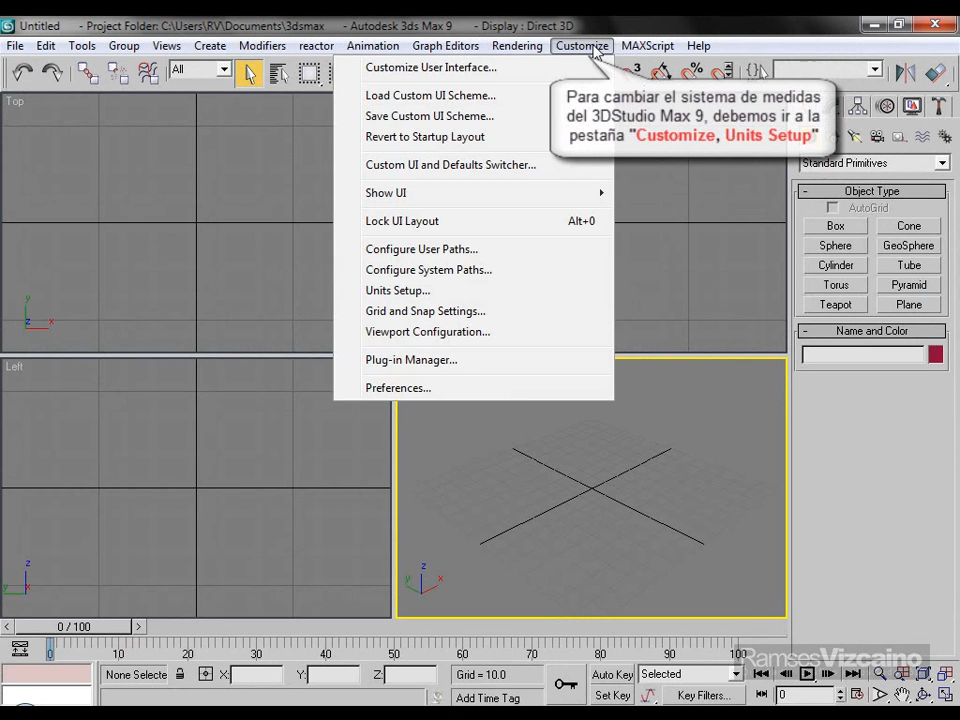 Untitled - Project Folder: C:\Users\RV\Documents\3dsmax - Autodesk 3ds Max 9 - Display : Direct 3D
File Edit Tools Group Views Create Modifiers reactor Animation Graph Editors Rendering Customize MAXScript Help
All
Customize User Interface...
Load Custom UI Scheme...
Save Custom UI Scheme...
Revert to Startup Layout
Custom UI and Defaults Switcher...
Show UI
Lock UI Layout Alt+0
Configure User Paths...
Configure System Paths...
Units Setup...
Grid and Snap Settings...
Viewport Configuration...
Plug-in Manager...
Preferences...
Para cambiar el sistema de medidas
del 3DStudio Max 9, debemos ir a la
pestaña "Customize, Units Setup"
3
%
Top
Left
Standard Primitives
- Object Type
AutoGrid
Box Cone
Sphere GeoSphere
Cylinder Tube
Torus Pyramid
Teapot Plane
- Name and Color
y
z x
z
y x
z
y x
< 0 / 100 >
0 10 20 30 40 50 60 70 80 90 100
RamsesVizcaino
None Selecte X: Y: Z: Grid = 10.0 Auto Key Selected
Add Time Tag Set Key Key Filters... 0